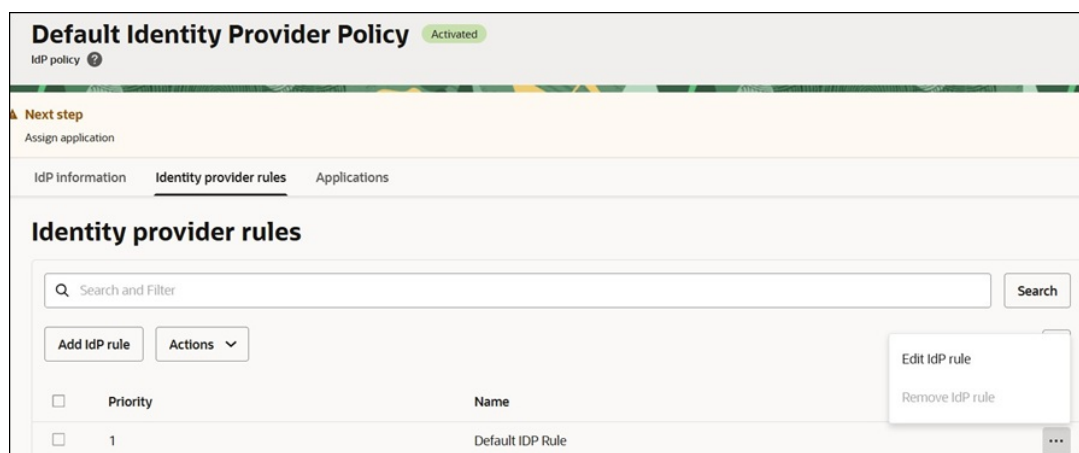 Default Identity Provider Policy Activated
IdP policy ?
Next step
Assign application
IdP information Identity provider rules Applications
Identity provider rules
Search and Filter Search
Add IdP rule Actions
Edit IdP rule
Remove IdP rule
Priority Name
1 Default IDP Rule